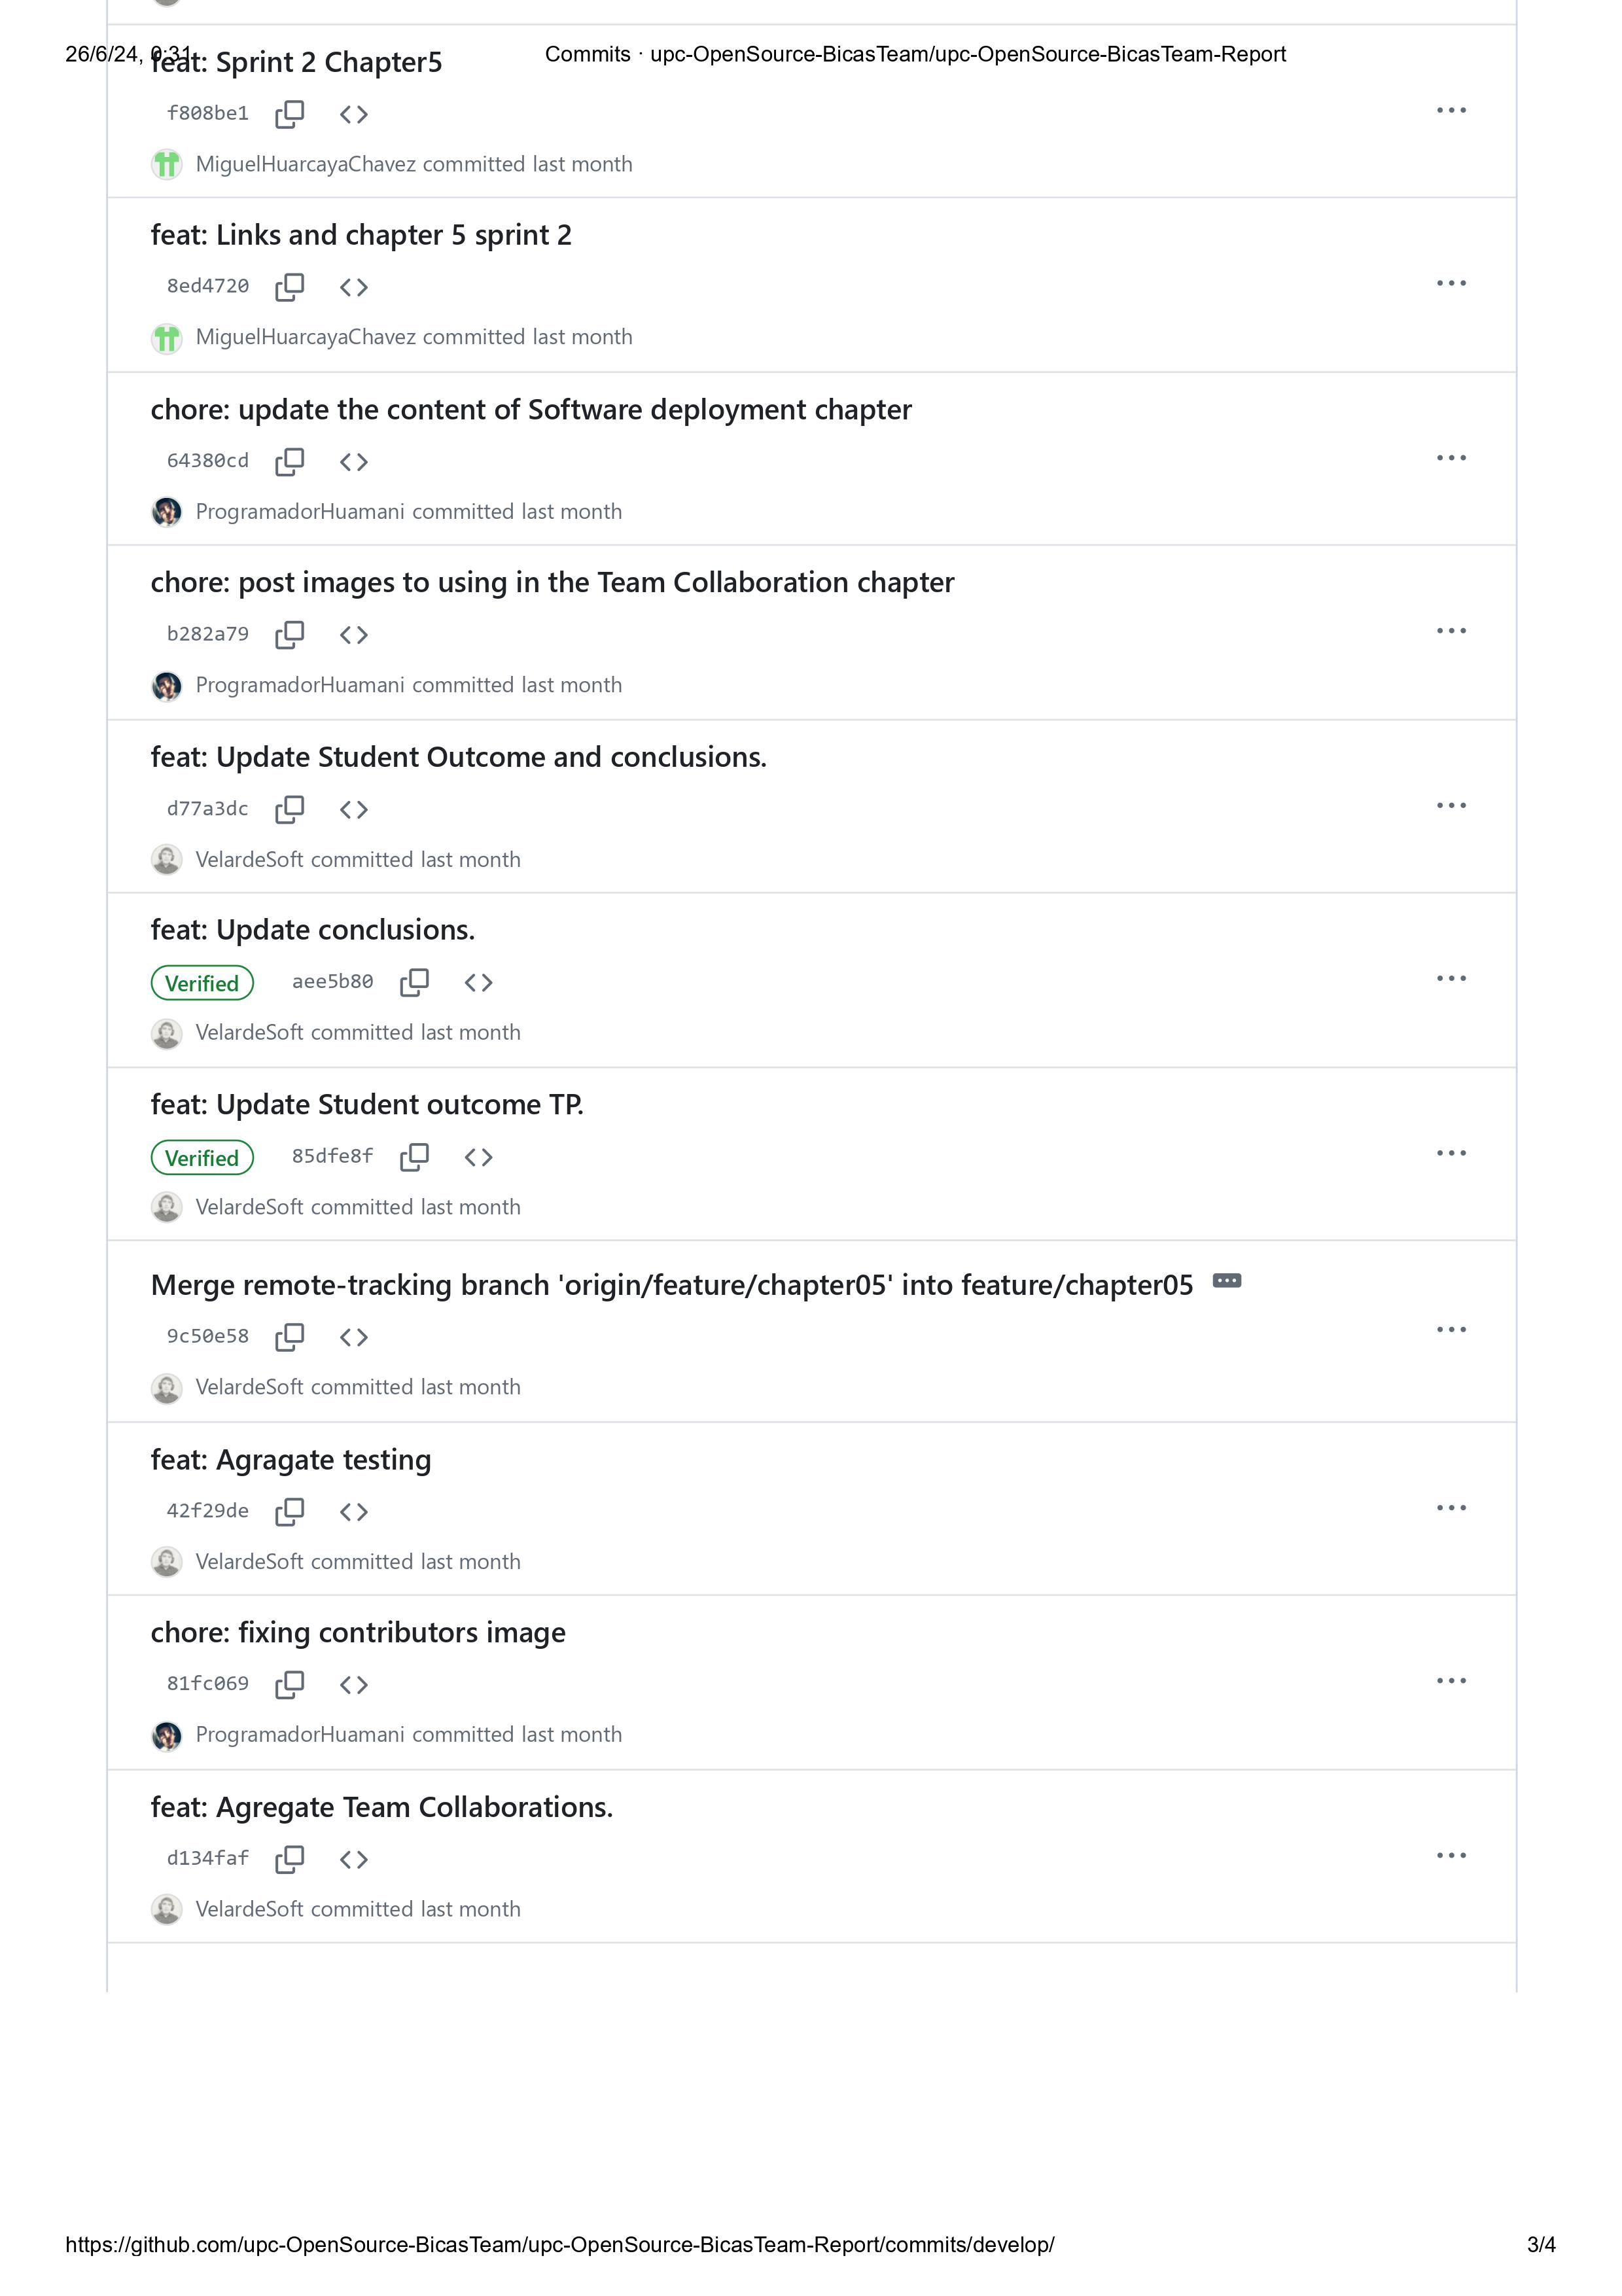 26/6/24, 0:31
Commits · upc-OpenSource-BicasTeam/upc-OpenSource-BicasTeam-Report
feat: Sprint 2 Chapter5
f808be1
MiguelHuarcayaChavez committed last month
feat: Links and chapter 5 sprint 2
8ed4720
MiguelHuarcayaChavez committed last month
chore: update the content of Software deployment chapter
64380cd
ProgramadorHuamani committed last month
chore: post images to using in the Team Collaboration chapter
b282a79
ProgramadorHuamani committed last month
feat: Update Student Outcome and conclusions.
d77a3dc
VelardeSoft committed last month
feat: Update conclusions.
Verified aee5b80
VelardeSoft committed last month
feat: Update Student outcome TP.
Verified 85dfe8f
VelardeSoft committed last month
Merge remote-tracking branch 'origin/feature/chapter05' into feature/chapter05
9c50e58
VelardeSoft committed last month
feat: Agragate testing
42f29de
VelardeSoft committed last month
chore: fixing contributors image
81fc069
ProgramadorHuamani committed last month
feat: Agregate Team Collaborations.
d134faf
VelardeSoft committed last month
https://github.com/upc-OpenSource-BicasTeam/upc-OpenSource-BicasTeam-Report/commits/develop/
3/4